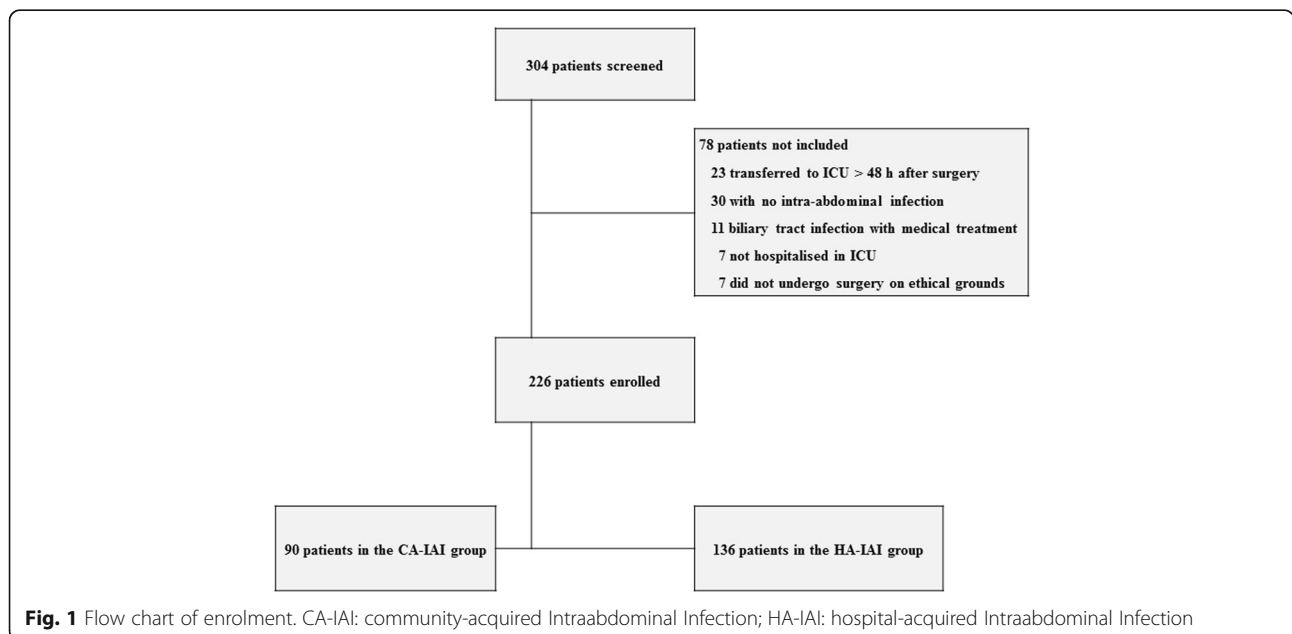 304 patients screened
78 patients not included
23 transferred to ICU > 48 h after surgery
30 with no intra-abdominal infection
11 biliary tract infection with medical treatment
7 not hospitalised in ICU
7 did not undergo surgery on ethical grounds
226 patients enrolled
90 patients in the CA-IAI group
136 patients in the HA-IAI group
Fig. 1 Flow chart of enrolment. CA-IAI: community-acquired Intraabdominal Infection; HA-IAI: hospital-acquired Intraabdominal Infection